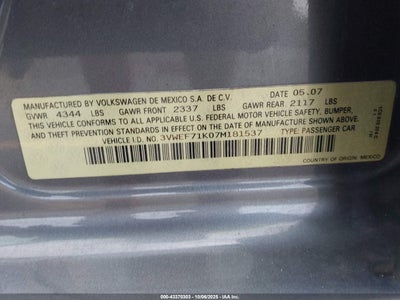 MANUFACTURED BY VOLKSWAGEN DE MEXICO S.A. DE C.V. DATE 05.07
GVWR 4344 LBS GAWR FRONT 2337 LBS GAWR REAR 2117 LBS
THIS VEHICLE CONFORMS TO ALL APPLICABLE U.S. FEDERAL MOTOR VEHICLE SAFETY, BUMPER,
AND THEFT PREVENTION STANDARDS IN EFFECT ON THE DATE OF MANUFACTURE SHOWN ABOVE.
VEHICLE I.D. NO. 3VWEF71K07M181537 TYPE: PASSENGER CAR
COUNTRY OF ORIGIN: MEXICO
000-43370303 - 10/06/2025 - IAA Inc.